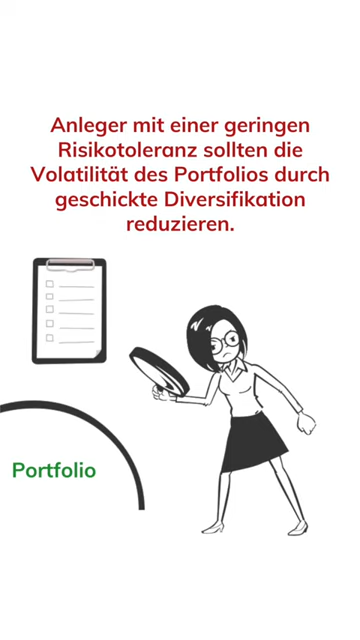 Anleger mit einer geringen
Risikotoleranz sollten die
Volatilität des Portfolios durch
geschickte Diversifikation
reduzieren.
Portfolio